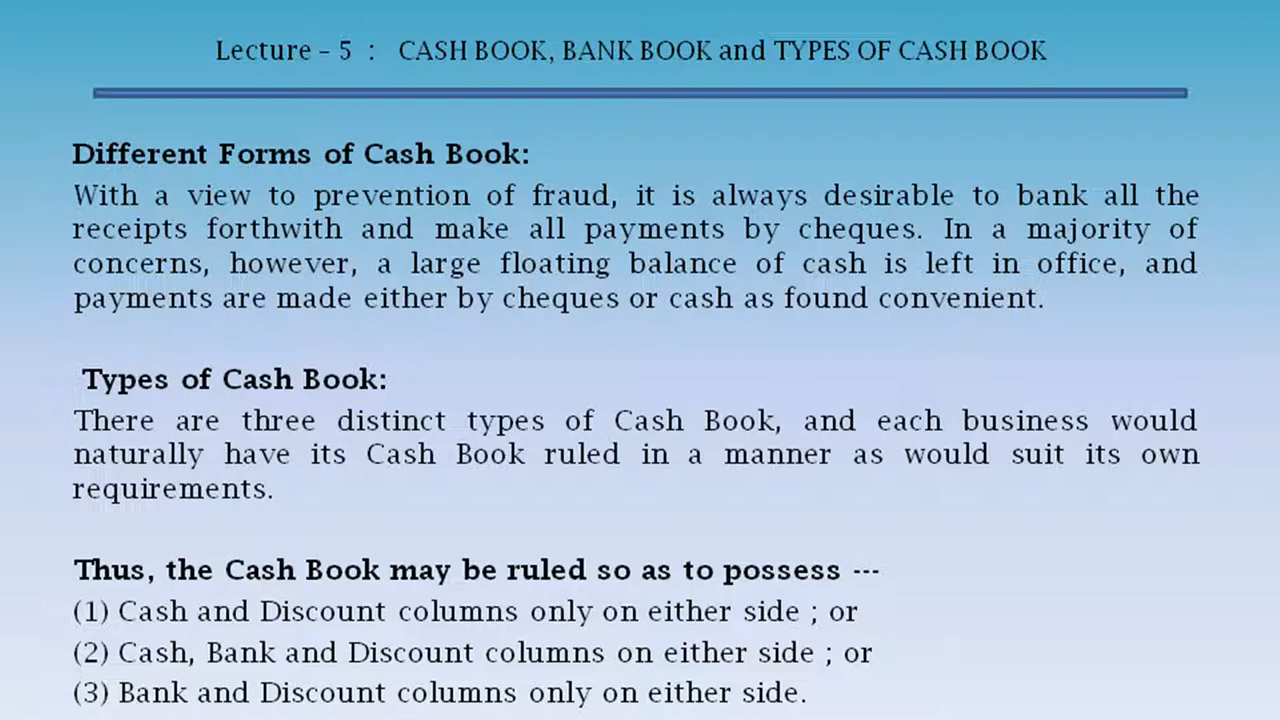 Lecture – 5 : CASH BOOK, BANK BOOK and TYPES OF CASH BOOK
Different Forms of Cash Book:
With a view to prevention of fraud, it is always desirable to bank all the
receipts forthwith and make all payments by cheques. In a majority of
concerns, however, a large floating balance of cash is left in office, and
payments are made either by cheques or cash as found convenient.
Types of Cash Book:
There are three distinct types of Cash Book, and each business would
naturally have its Cash Book ruled in a manner as would suit its own
requirements.
Thus, the Cash Book may be ruled so as to possess ---
(1) Cash and Discount columns only on either side ; or
(2) Cash, Bank and Discount columns on either side ; or
(3) Bank and Discount columns only on either side.